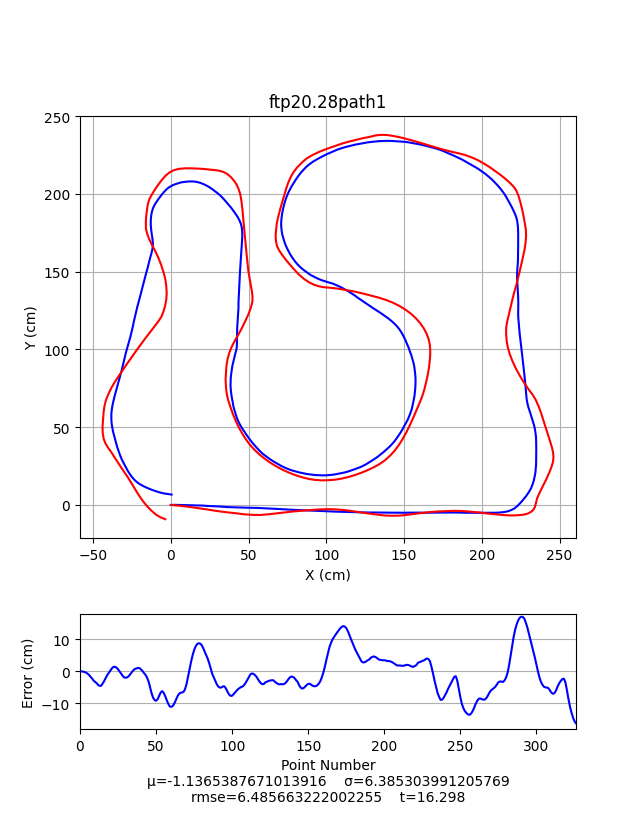 ftp20.28path1
250
200
150
100
50
0
Y (cm)
−50 0 50 100 150 200 250
X (cm)
10
0
−10
Error (cm)
0 50 100 150 200 250 300
Point Number
μ=-1.1365387671013916 σ=6.385303991205769
rmse=6.485663222002255 t=16.298